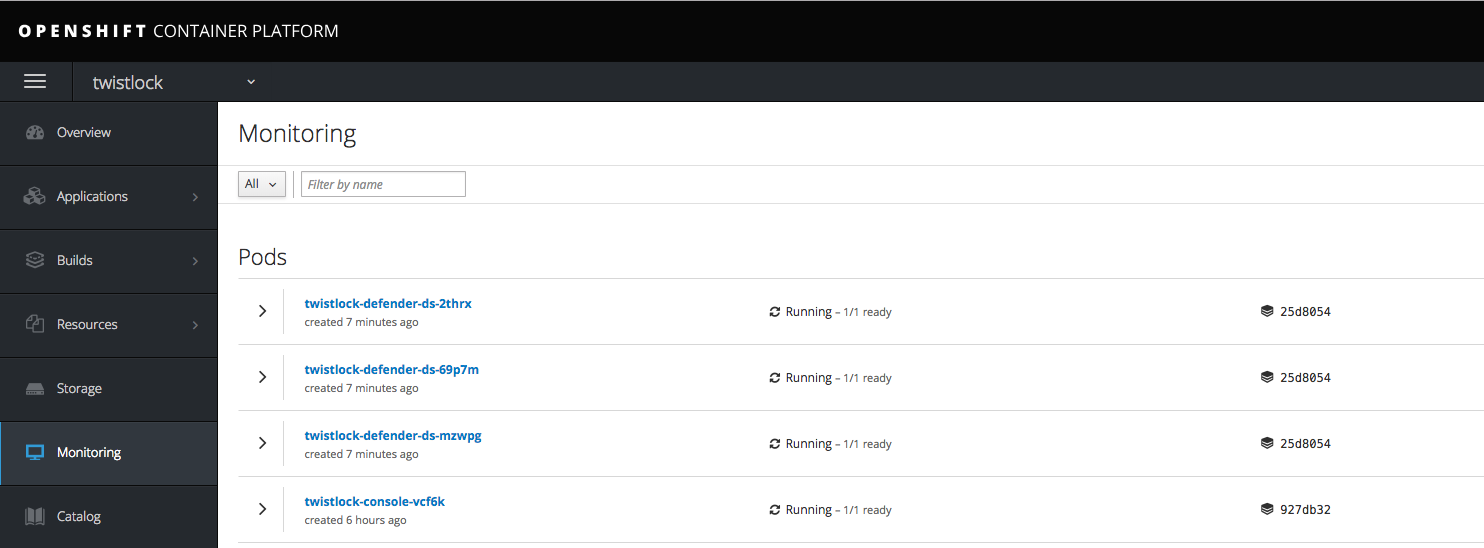 OPENSHIFT CONTAINER PLATFORM
twistlock
Overview
Applications
Builds
Resources
Storage
Monitoring
Catalog
Monitoring
All
Filter by name
Pods
twistlock-defender-ds-2thrx
created 7 minutes ago
Running – 1/1 ready
25d8054
twistlock-defender-ds-69p7m
created 7 minutes ago
Running – 1/1 ready
25d8054
twistlock-defender-ds-mzwpg
created 7 minutes ago
Running – 1/1 ready
25d8054
twistlock-console-vcf6k
created 6 hours ago
Running – 1/1 ready
927db32